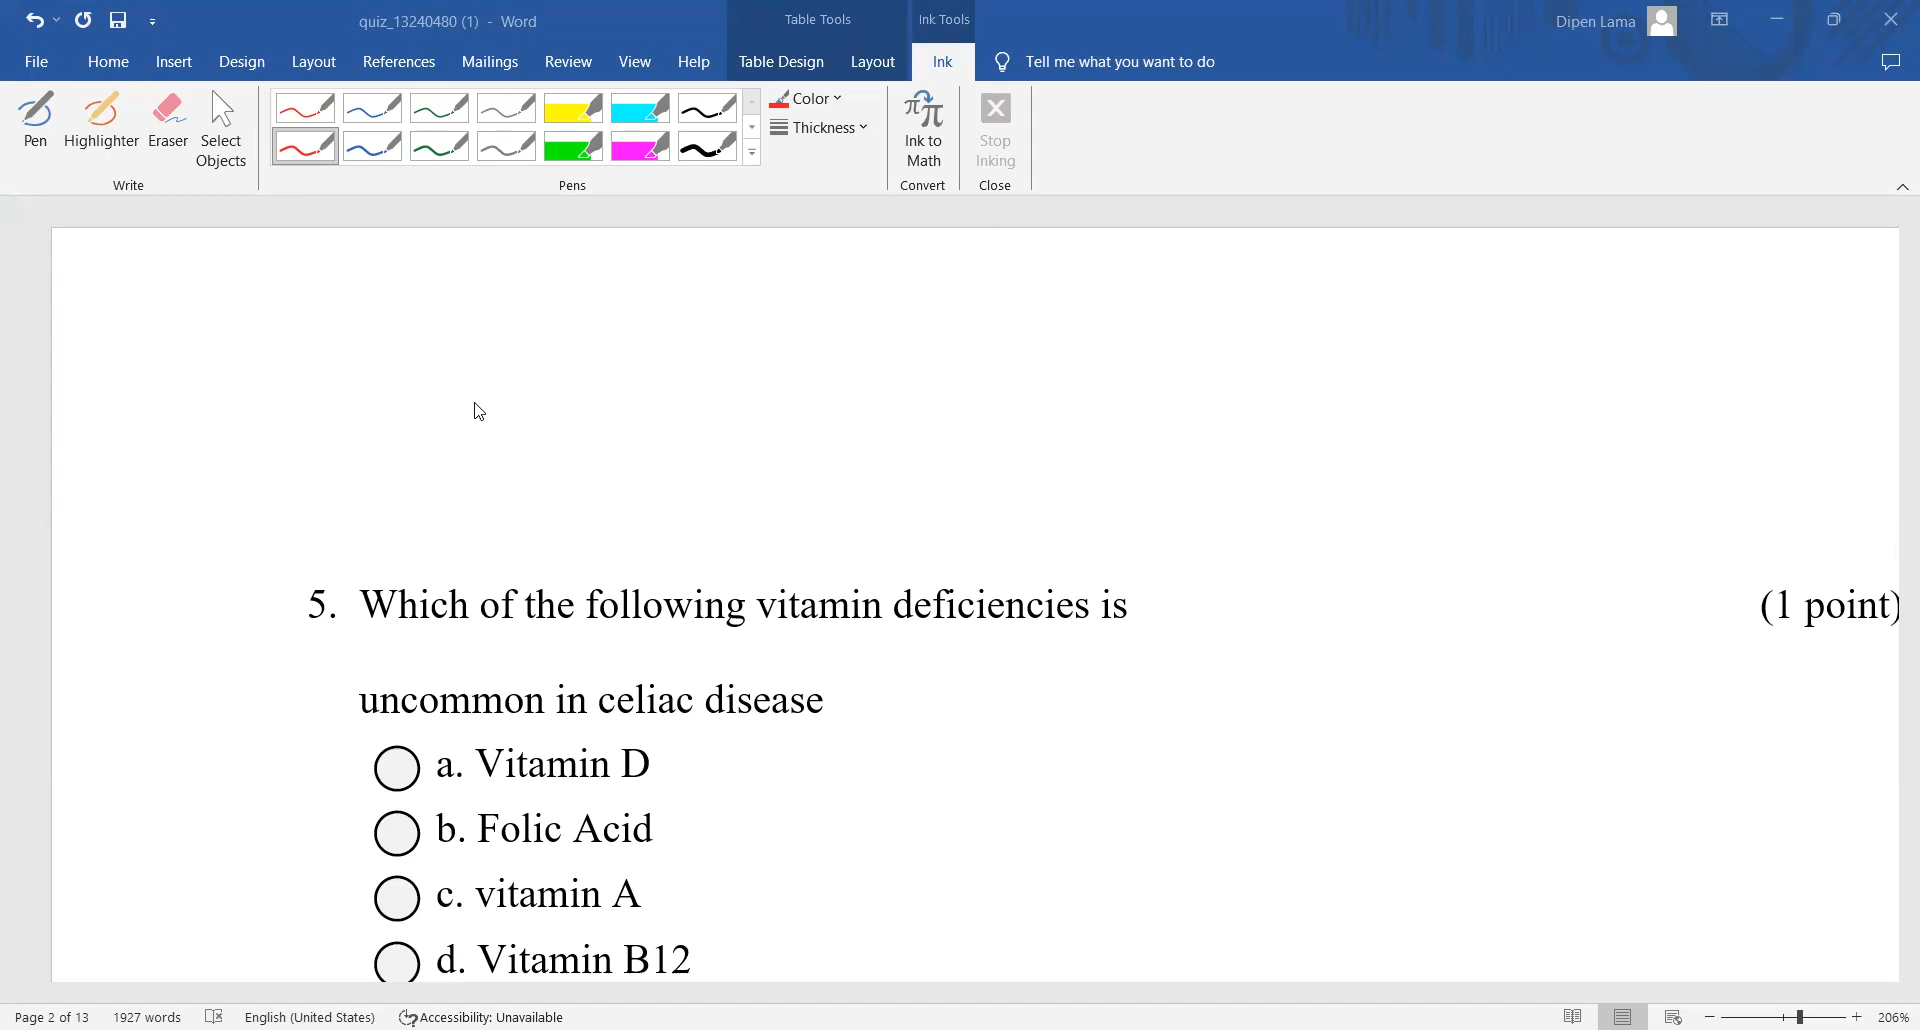 quiz_13240480 (1) - Word
Table Tools
Ink Tools
Dipen Lama
File Home Insert Design Layout References Mailings Review View Help Table Design Layout Ink Tell me what you want to do
Pen
Highlighter
Eraser
Select
Objects
Color
Thickness
Ink to
Math
Stop
Inking
Write
Pens
Convert
Close
5. Which of the following vitamin deficiencies is (1 point)
uncommon in celiac disease
a. Vitamin D
b. Folic Acid
c. vitamin A
d. Vitamin B12
Page 2 of 13 1927 words English (United States) Accessibility: Unavailable 206%